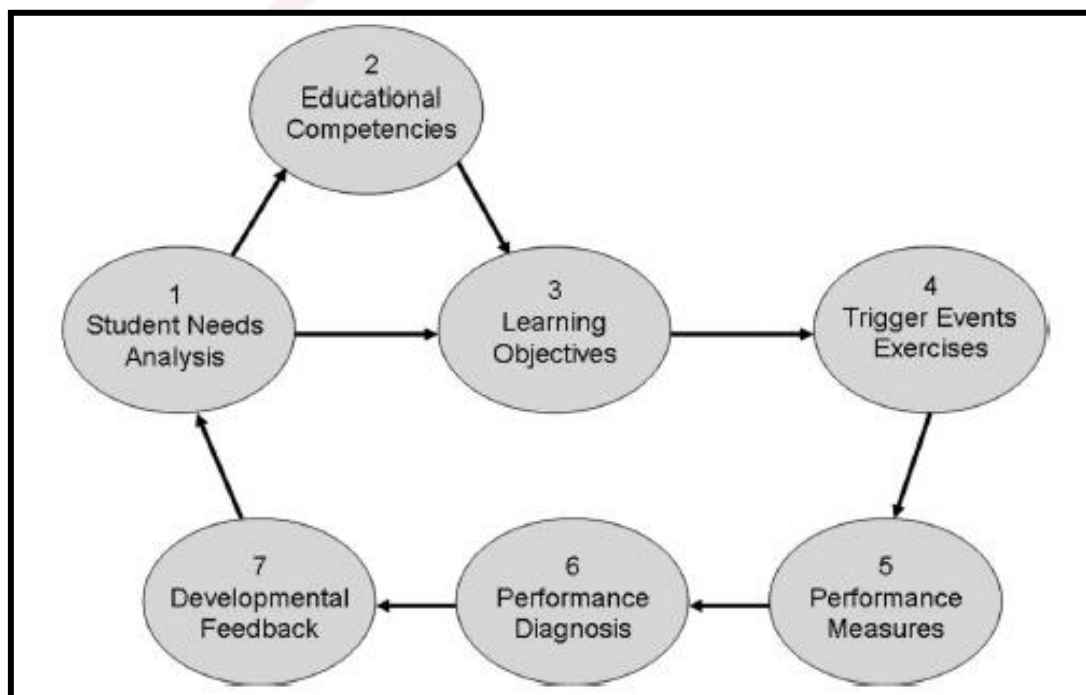 1
Student Needs
Analysis
2
Educational
Competencies
3
Learning
Objectives
4
Trigger Events
Exercises
5
Performance
Measures
6
Performance
Diagnosis
7
Developmental
Feedback